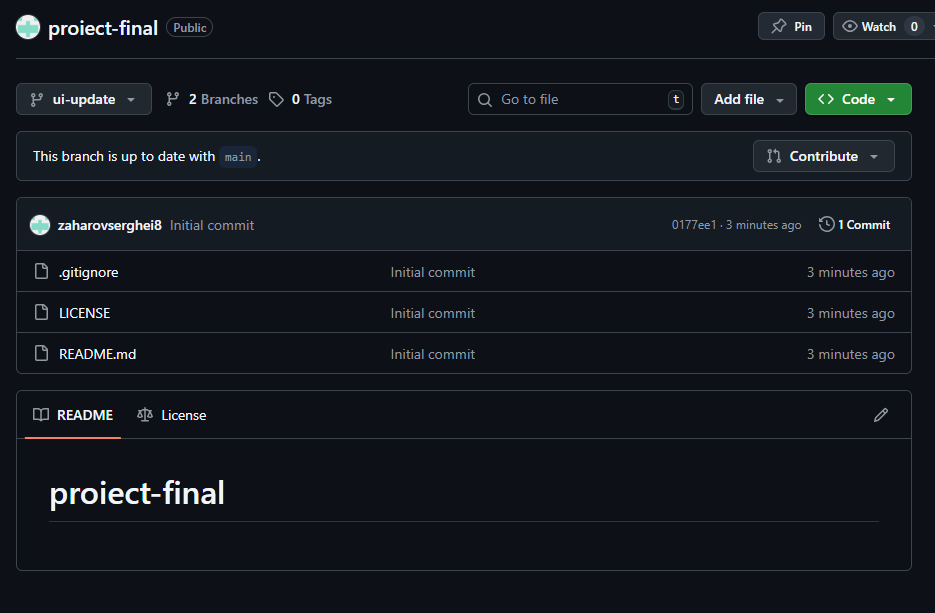 proiect-final Public Pin Watch 0
ui-update 2 Branches 0 Tags Go to file t Add file Code
This branch is up to date with main . Contribute
zaharovserghei8 Initial commit 0177ee1 · 3 minutes ago 1 Commit
.gitignore Initial commit 3 minutes ago
LICENSE Initial commit 3 minutes ago
README.md Initial commit 3 minutes ago
README License
proiect-final